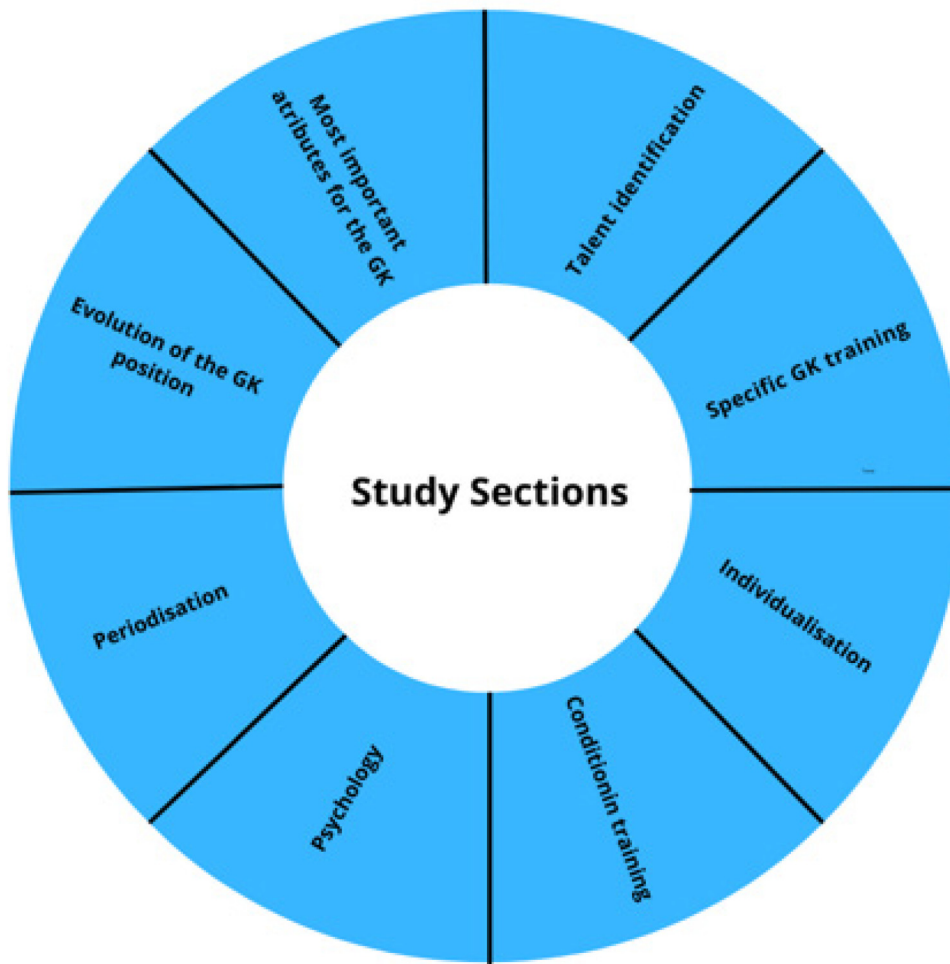 Most important
atributes for the GK
Talent identification
Specific GK training
Individualisation
Conditionin training
Psychology
Periodisation
Evolution of the GK
position
Study Sections